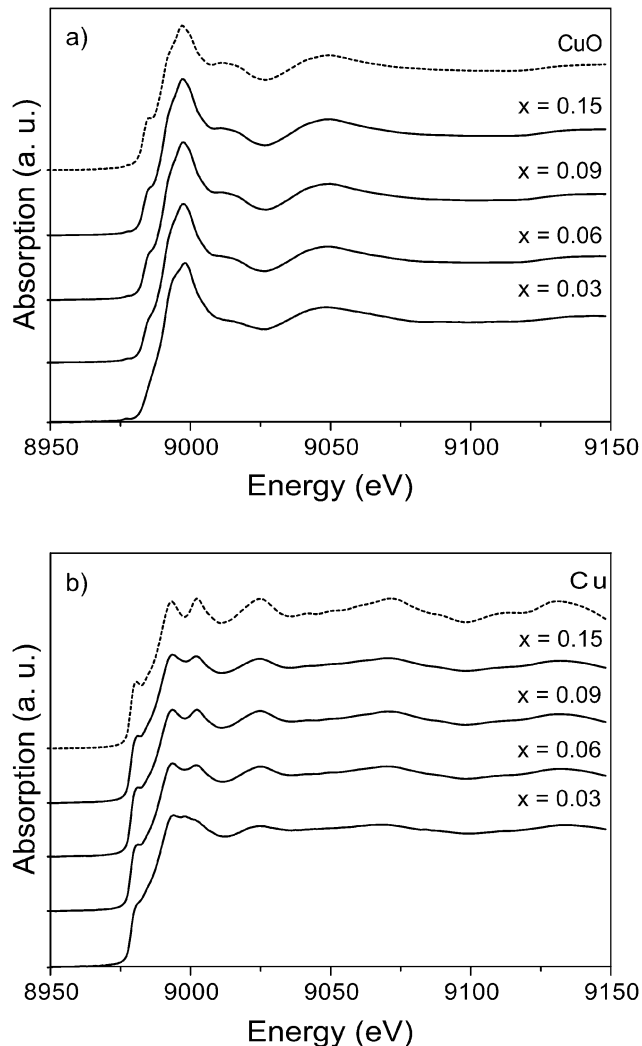 a)
CuO
x = 0.15
x = 0.09
x = 0.06
x = 0.03
Absorption (a. u.)
8950 9000 9050 9100 9150
Energy (eV)
b)
Cu
x = 0.15
x = 0.09
x = 0.06
x = 0.03
Absorption (a. u.)
8950 9000 9050 9100 9150
Energy (eV)